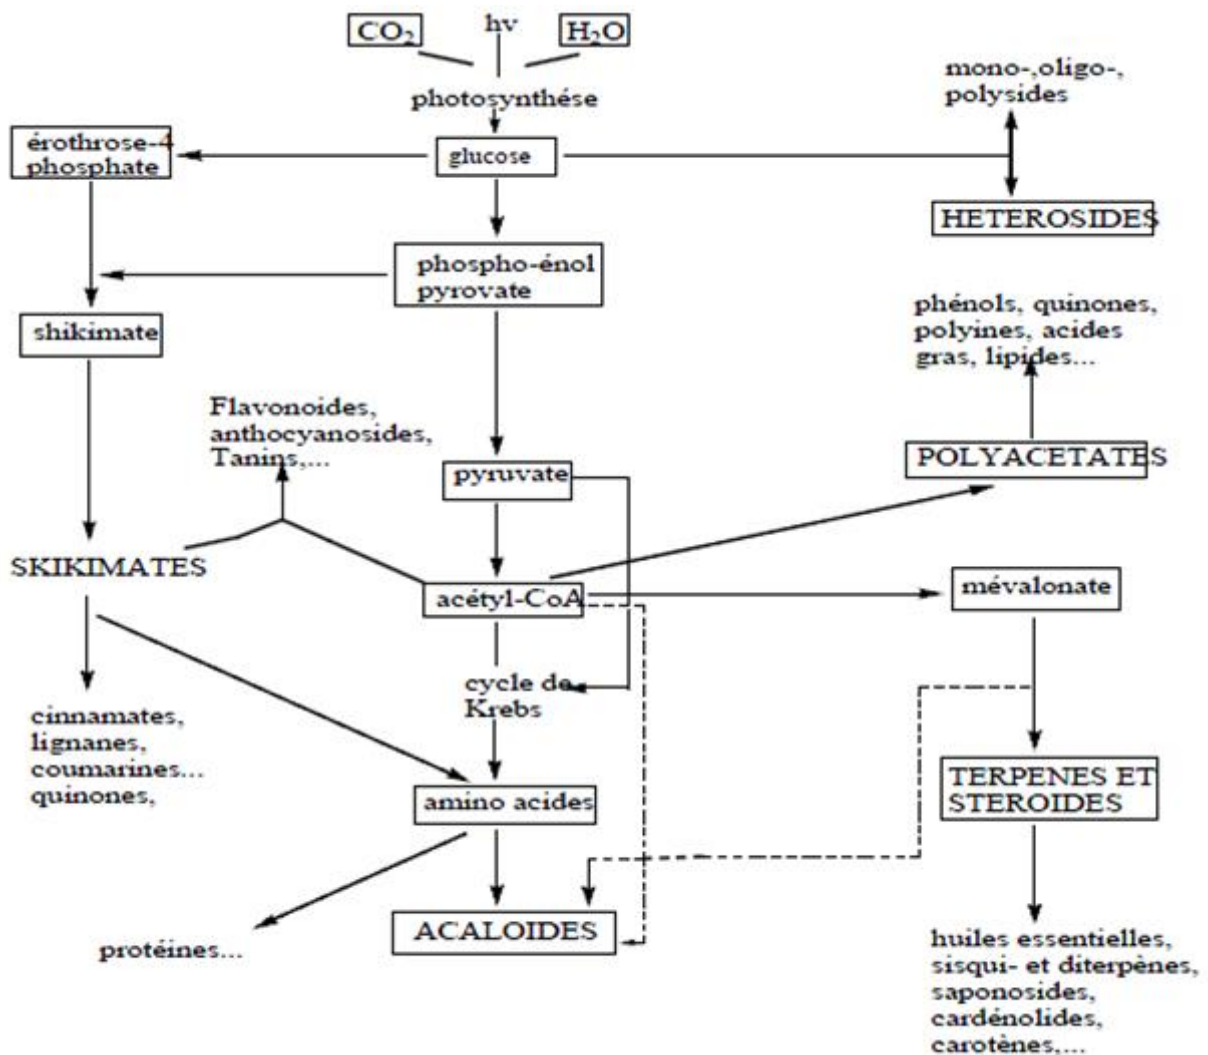 CO₂
hν
H₂O
photosynthése
mono-,oligo-,
polysides
érothrose-4
phosphate
glucose
HETEROSIDES
phospho-énol
pyrovate
phénols, quinones,
polyines, acides
gras, lipides...
shikimate
Flavonoides,
anthocyanosides,
Tanins,...
pyruvate
POLYACETATES
SKIKIMATES
acétyl-CoA
mévalonate
cycle de
Krebs
cinnamates,
lignanes,
coumarines...
quinones,
amino acides
TERPENES ET
STEROIDES
ACALOIDES
protéines...
huiles essentielles,
sisqui- et diterpènes,
saponosides,
cardénolides,
carotènes,...